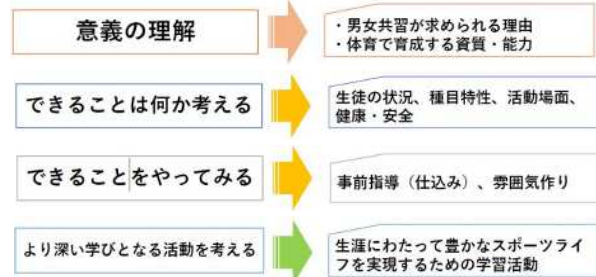 意義の理解
・男女共習が求められる理由
・体育で育成する資質・能力
できることは何か考える
生徒の状況、種目特性、活動場面、
健康・安全
できることをやってみる
事前指導（仕込み）、雰囲気作り
より深い学びとなる活動を考える
生涯にわたって豊かなスポーツライ
フを実現するための学習活動